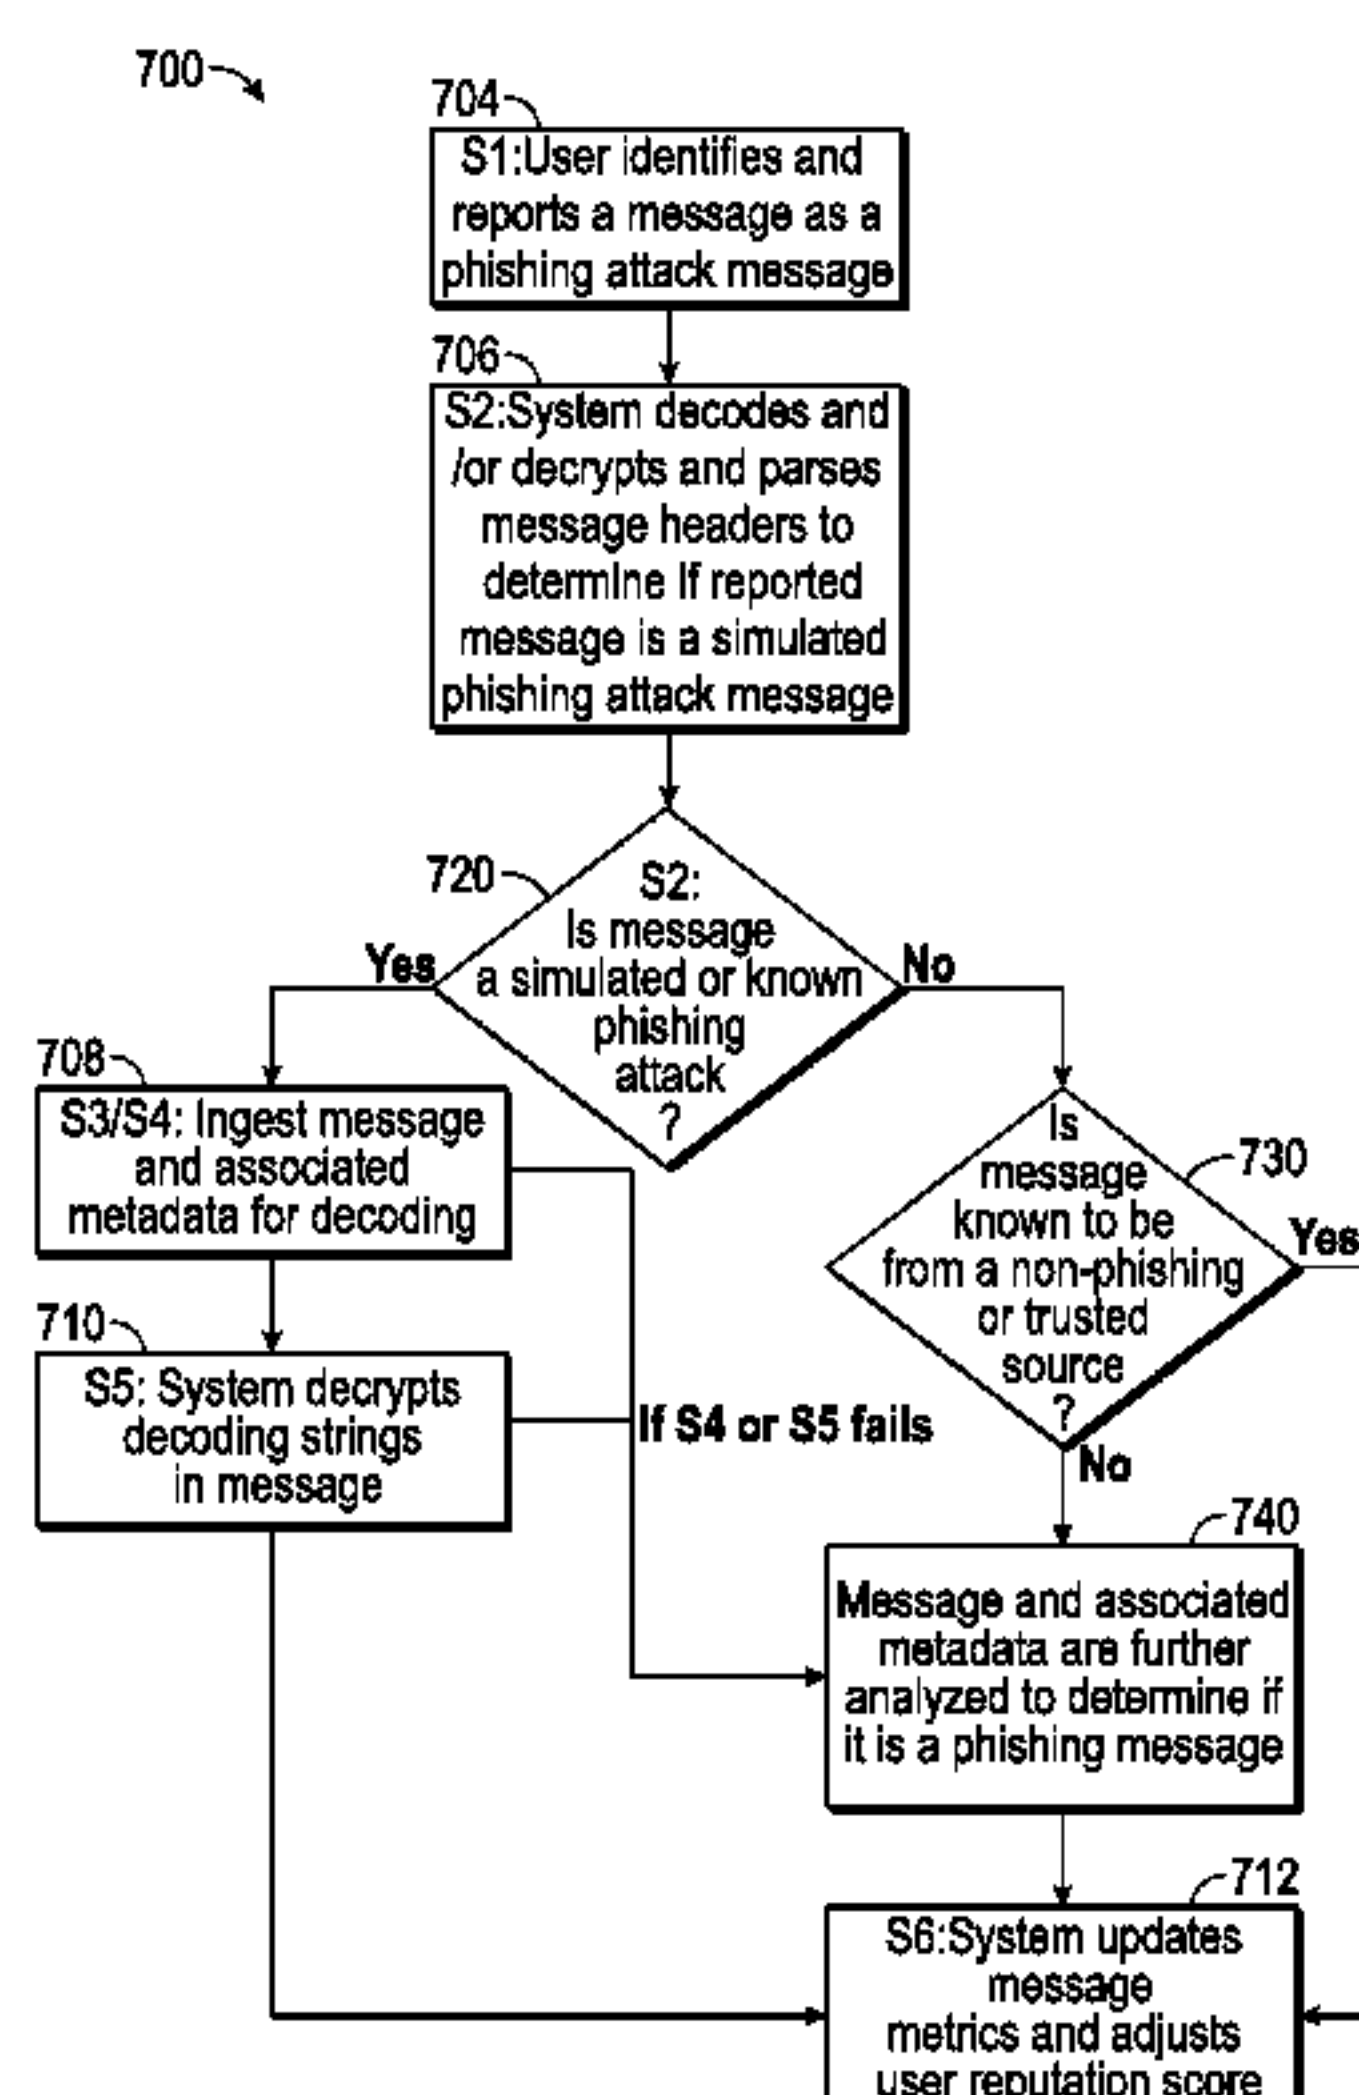 700
704
S1:User identifies and
reports a message as a
phishing attack message
706
S2:System decodes and
/or decrypts and parses
message headers to
determine if reported
message is a simulated
phishing attack message
720
S2:
Is message
a simulated or known
phishing
attack
?
Yes
No
708
S3/S4: Ingest message
and associated
metadata for decoding
Is
message
known to be
from a non-phishing
or trusted
source
?
730
Yes
No
710
S5: System decrypts
decoding strings
in message
If S4 or S5 fails
740
Message and associated
metadata are further
analyzed to determine if
it is a phishing message
712
S6:System updates
message
metrics and adjusts
user reputation score